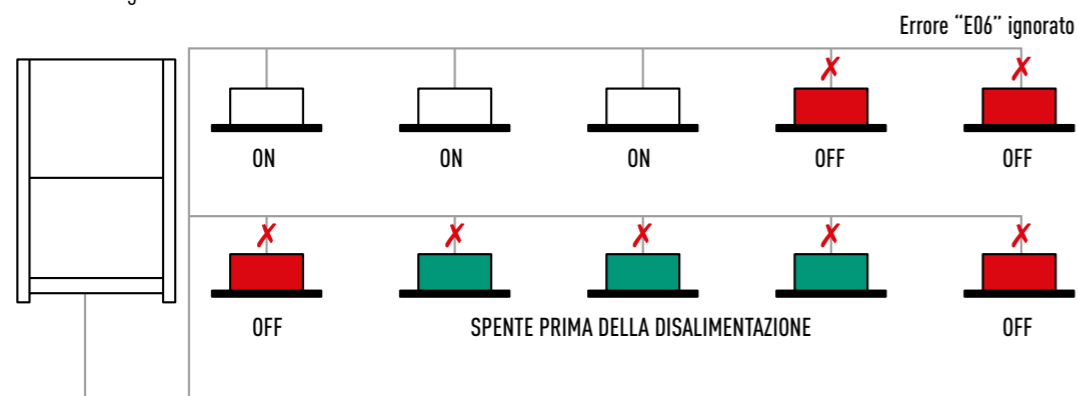 Errore “E06” ignorato
ON ON ON OFF OFF
OFF SPENTE PRIMA DELLA DISALIMENTAZIONE OFF